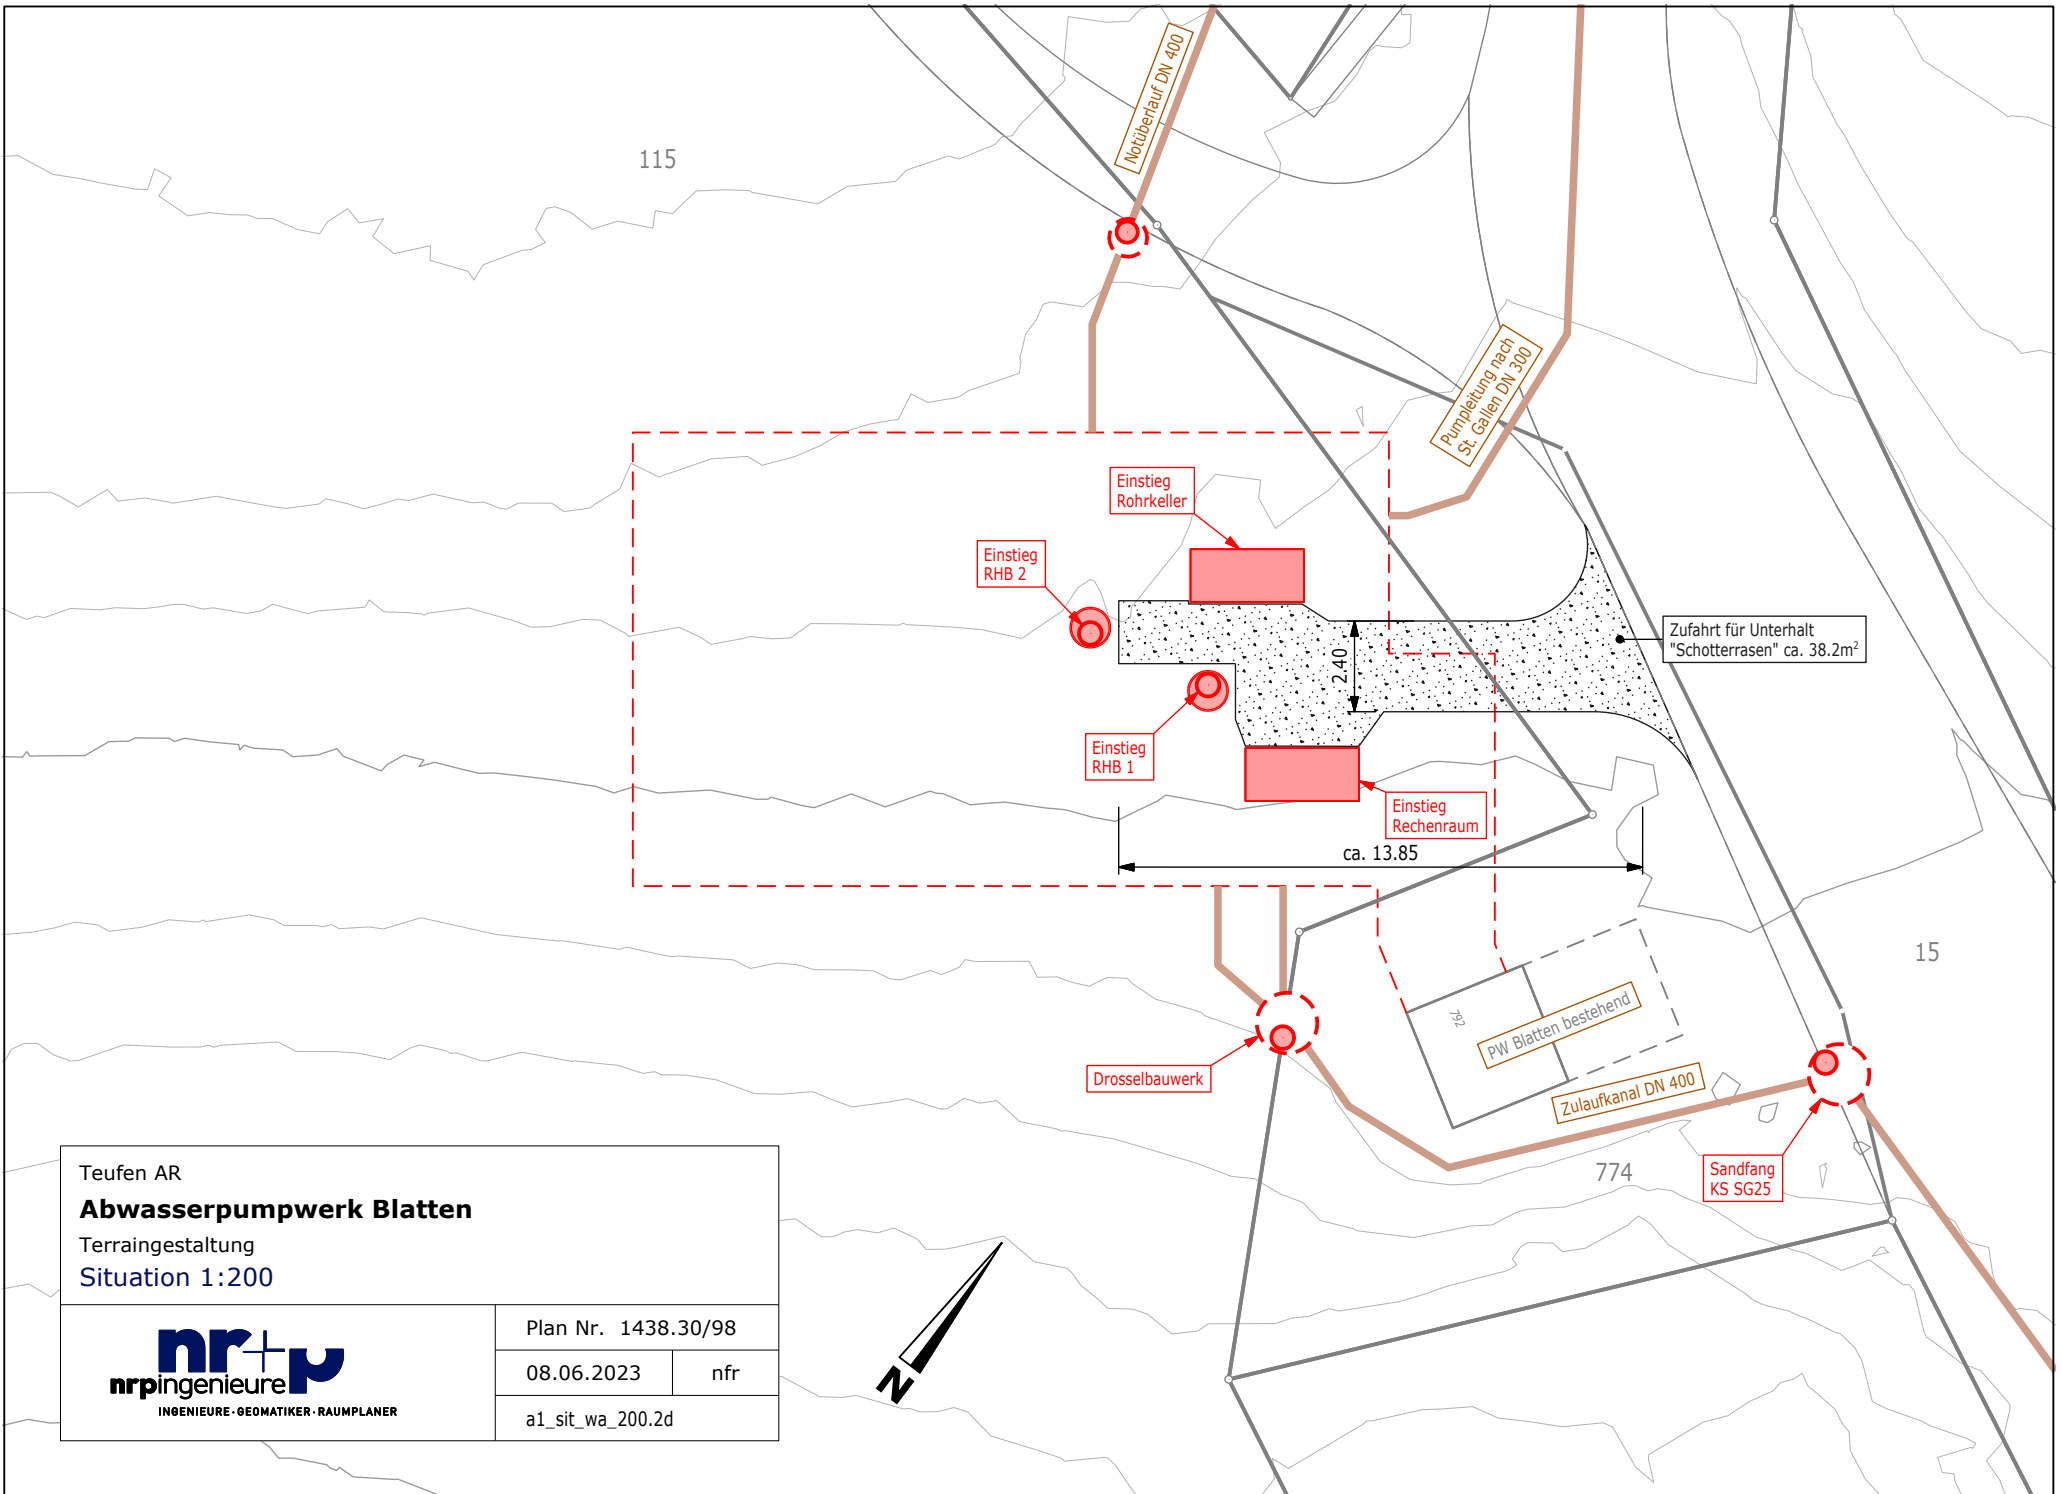 115
Notüberlauf DN 400
Pumpleitung nach
St. Gallen DN 300
Einstieg
Rohrkeller
Einstieg
RHB 2
Zufahrt für Unterhalt
"Schotterrasen" ca. 38.2m²
2.40
Einstieg
RHB 1
Einstieg
Rechenraum
ca. 13.85
15
792
PW Blatten bestehend
Drosselbauwerk
Zulaufkanal DN 400
774
Sandfang
KS SG25
Teufen AR
Abwasserpumpwerk Blatten
Terraingestaltung
Situation 1:200
nr+p
nrpingenieure
INGENIEURE·GEOMATIKER·RAUMPLANER
Plan Nr. 1438.30/98
08.06.2023 nfr
a1_sit_wa_200.2d
N